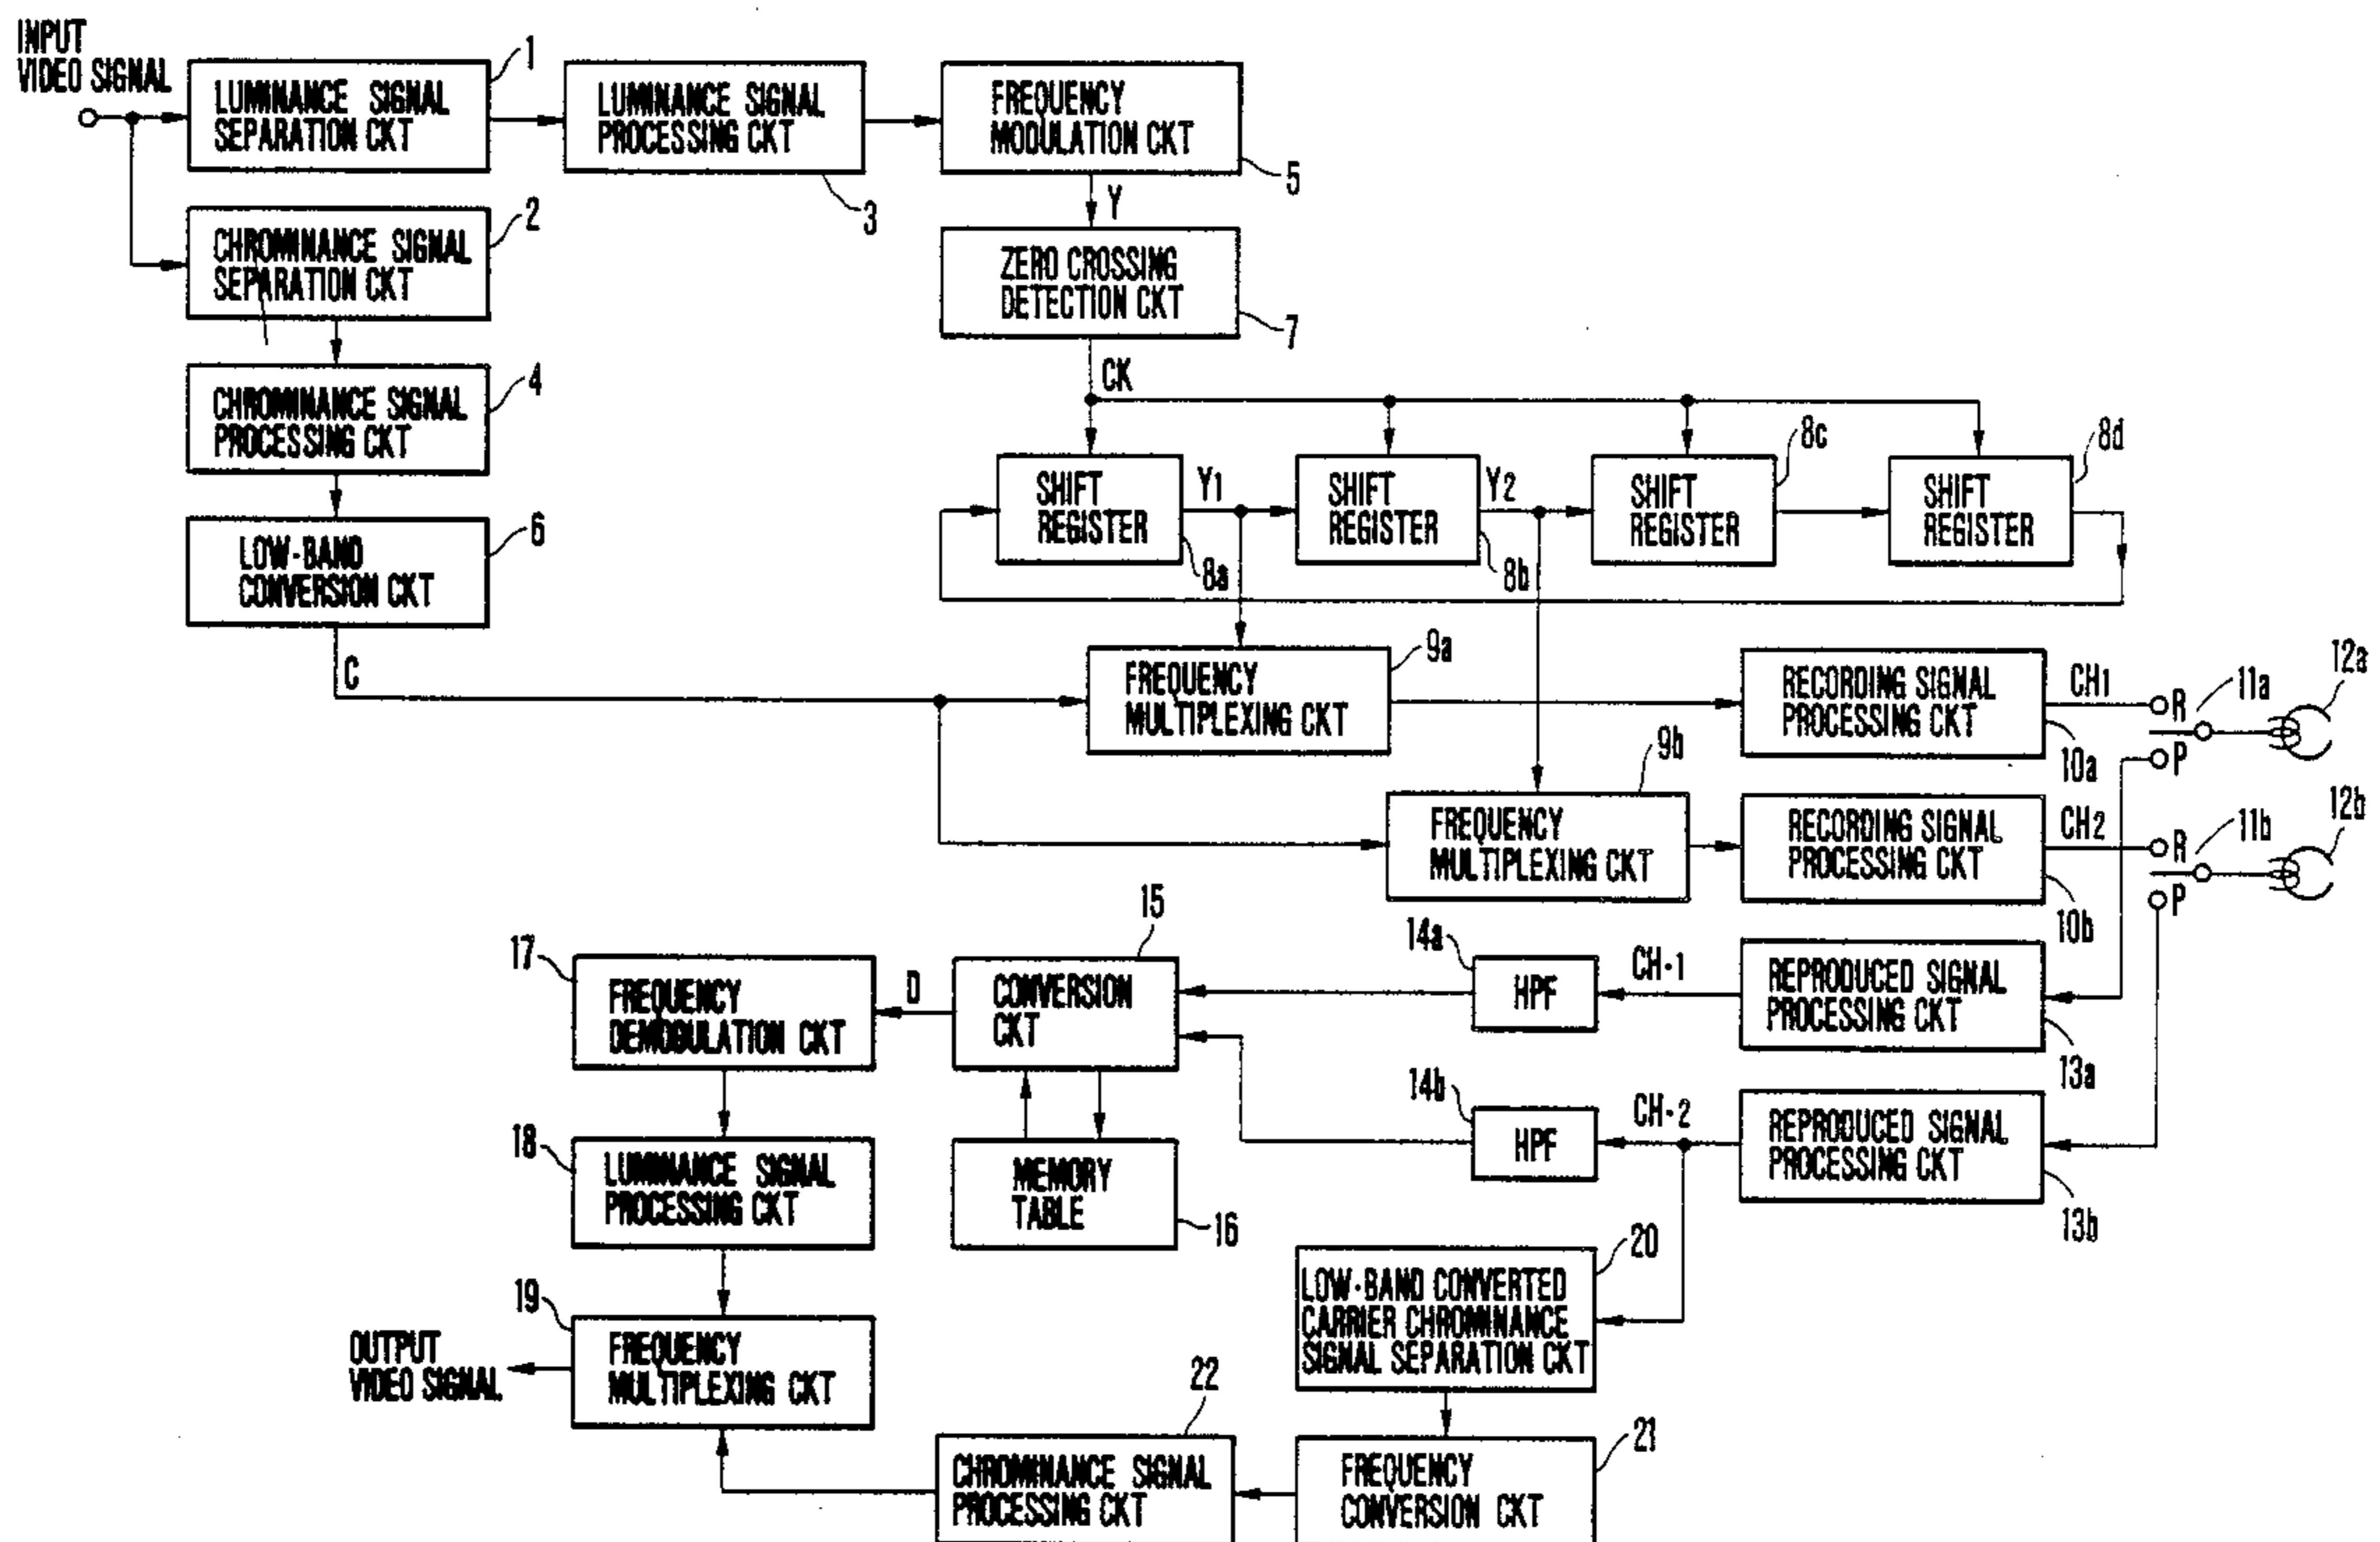 INPUT
VIDEO SIGNAL
1
LUMINANCE SIGNAL
SEPARATION CKT
LUMINANCE SIGNAL
PROCESSING CKT
3
FREQUENCY
MODULATION CKT
5
2
CHROMINANCE SIGNAL
SEPARATION CKT
Y
ZERO CROSSING
DETECTION CKT
7
4
CHROMINANCE SIGNAL
PROCESSING CKT
CK
6
LOW-BAND
CONVERSION CKT
SHIFT
REGISTER
8a
Y1
SHIFT
REGISTER
8b
Y2
8c
SHIFT
REGISTER
8d
SHIFT
REGISTER
C
9a
FREQUENCY
MULTIPLEXING CKT
RECORDING SIGNAL
PROCESSING CKT
10a
CH1
R
11a
12a
P
9b
FREQUENCY
MULTIPLEXING CKT
RECORDING SIGNAL
PROCESSING CKT
10b
CH2
R
11b
12b
P
17
FREQUENCY
DEMODULATION CKT
D
15
CONVERSION
CKT
14a
HPF
CH·1
REPRODUCED SIGNAL
PROCESSING CKT
13a
18
LUMINANCE SIGNAL
PROCESSING CKT
MEMORY
TABLE
16
14b
HPF
CH·2
REPRODUCED SIGNAL
PROCESSING CKT
13b
20
LOW·BAND CONVERTED
CARRIER CHROMINANCE
SIGNAL SEPARATION CKT
OUTPUT
VIDEO SIGNAL
19
FREQUENCY
MULTIPLEXING CKT
22
CHROMINANCE SIGNAL
PROCESSING CKT
21
FREQUENCY
CONVERSION CKT